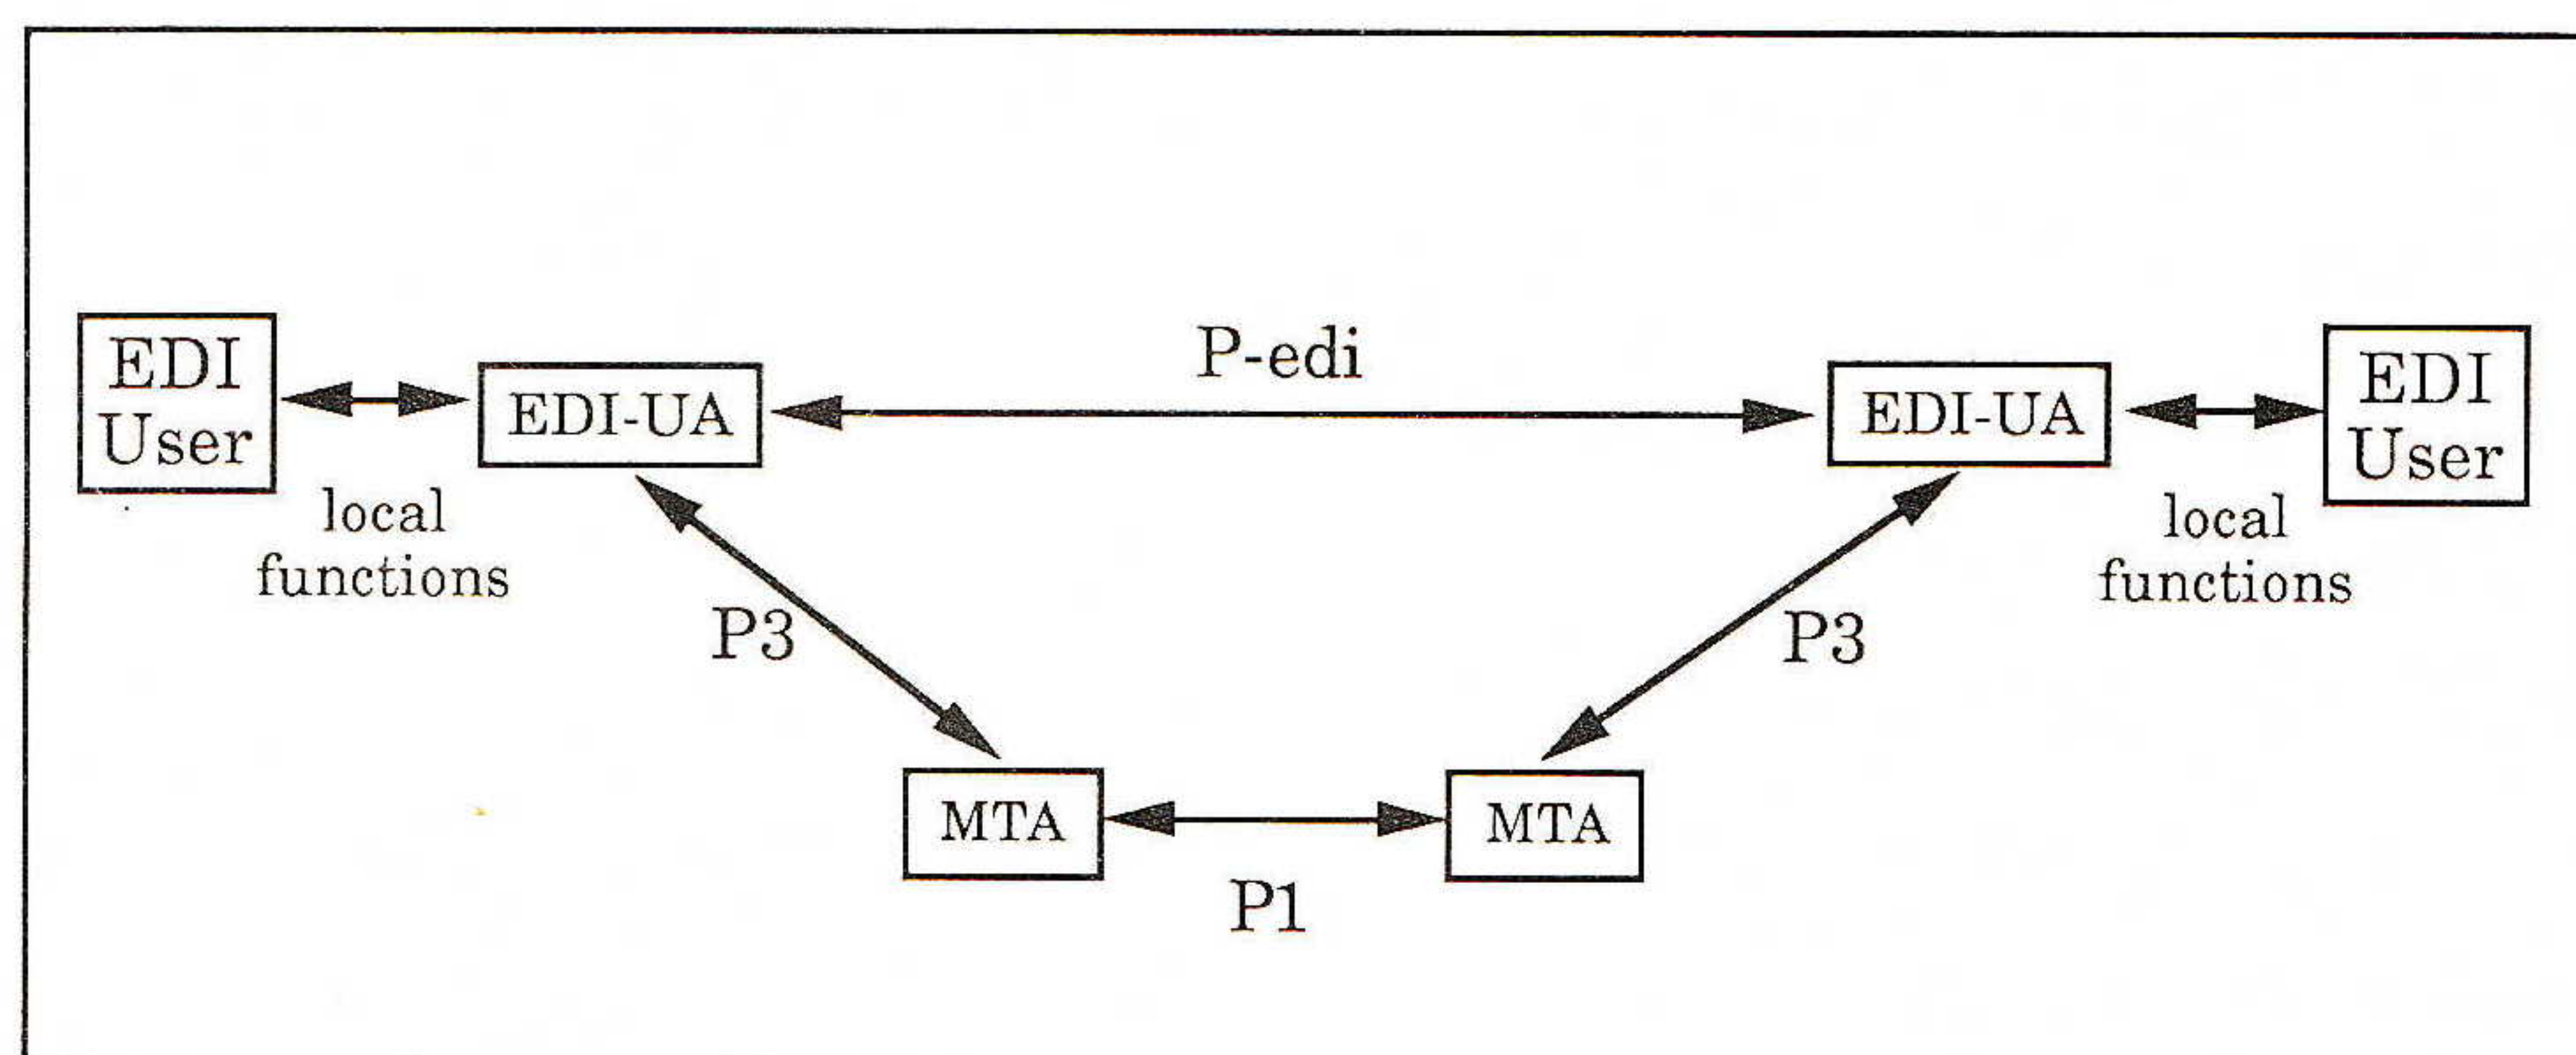 P-edi
EDI
User
EDI-UA
EDI-UA
EDI
User
local
functions
local
functions
P3
P3
MTA
MTA
P1